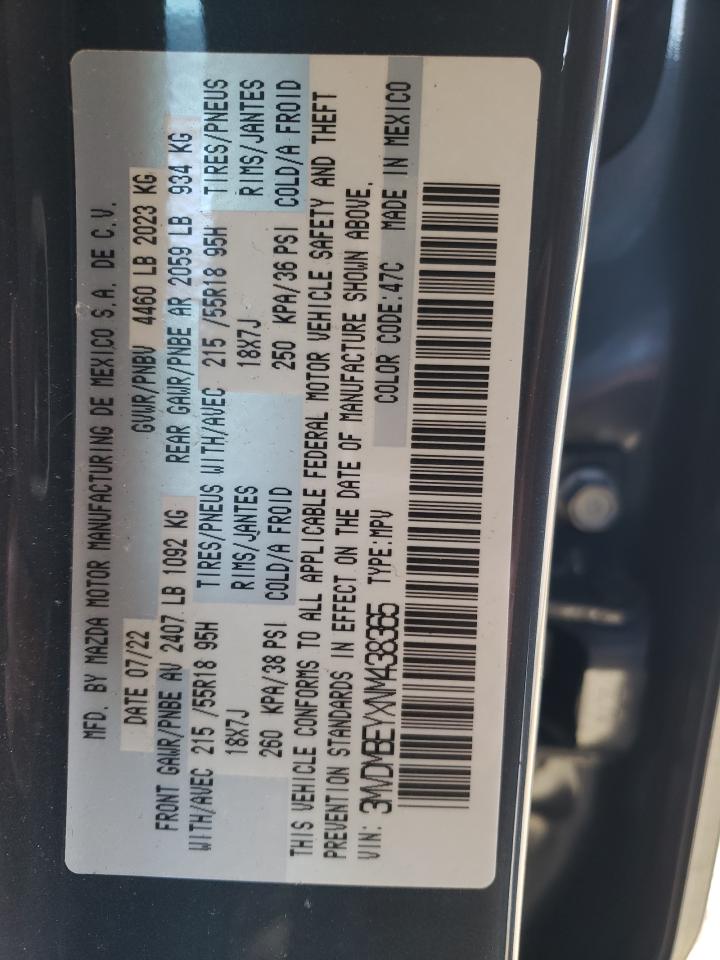 MFD. BY MAZDA MOTOR MANUFACTURING DE MEXICO S.A. DE C.V.
DATE 07/22 GVWR/PNBV 4460 LB 2023 KG
FRONT GAWR/PNBE AV 2407 LB 1092 KG REAR GAWR/PNBE AR 2059 LB 934 KG
WITH/AVEC 215 /55R18 95H TIRES/PNEUS WITH/AVEC 215 /55R18 95H TIRES/PNEUS
18X7J RIMS/JANTES 18X7J RIMS/JANTES
260 KPA/38 PSI COLD/A FROID 250 KPA/36 PSI COLD/A FROID
THIS VEHICLE CONFORMS TO ALL APPLICABLE FEDERAL MOTOR VEHICLE SAFETY AND THEFT
PREVENTION STANDARDS IN EFFECT ON THE DATE OF MANUFACTURE SHOWN ABOVE.
VIN: 3MVDMBEYXNM438365 TYPE:MPV COLOR CODE:47C MADE IN MEXICO